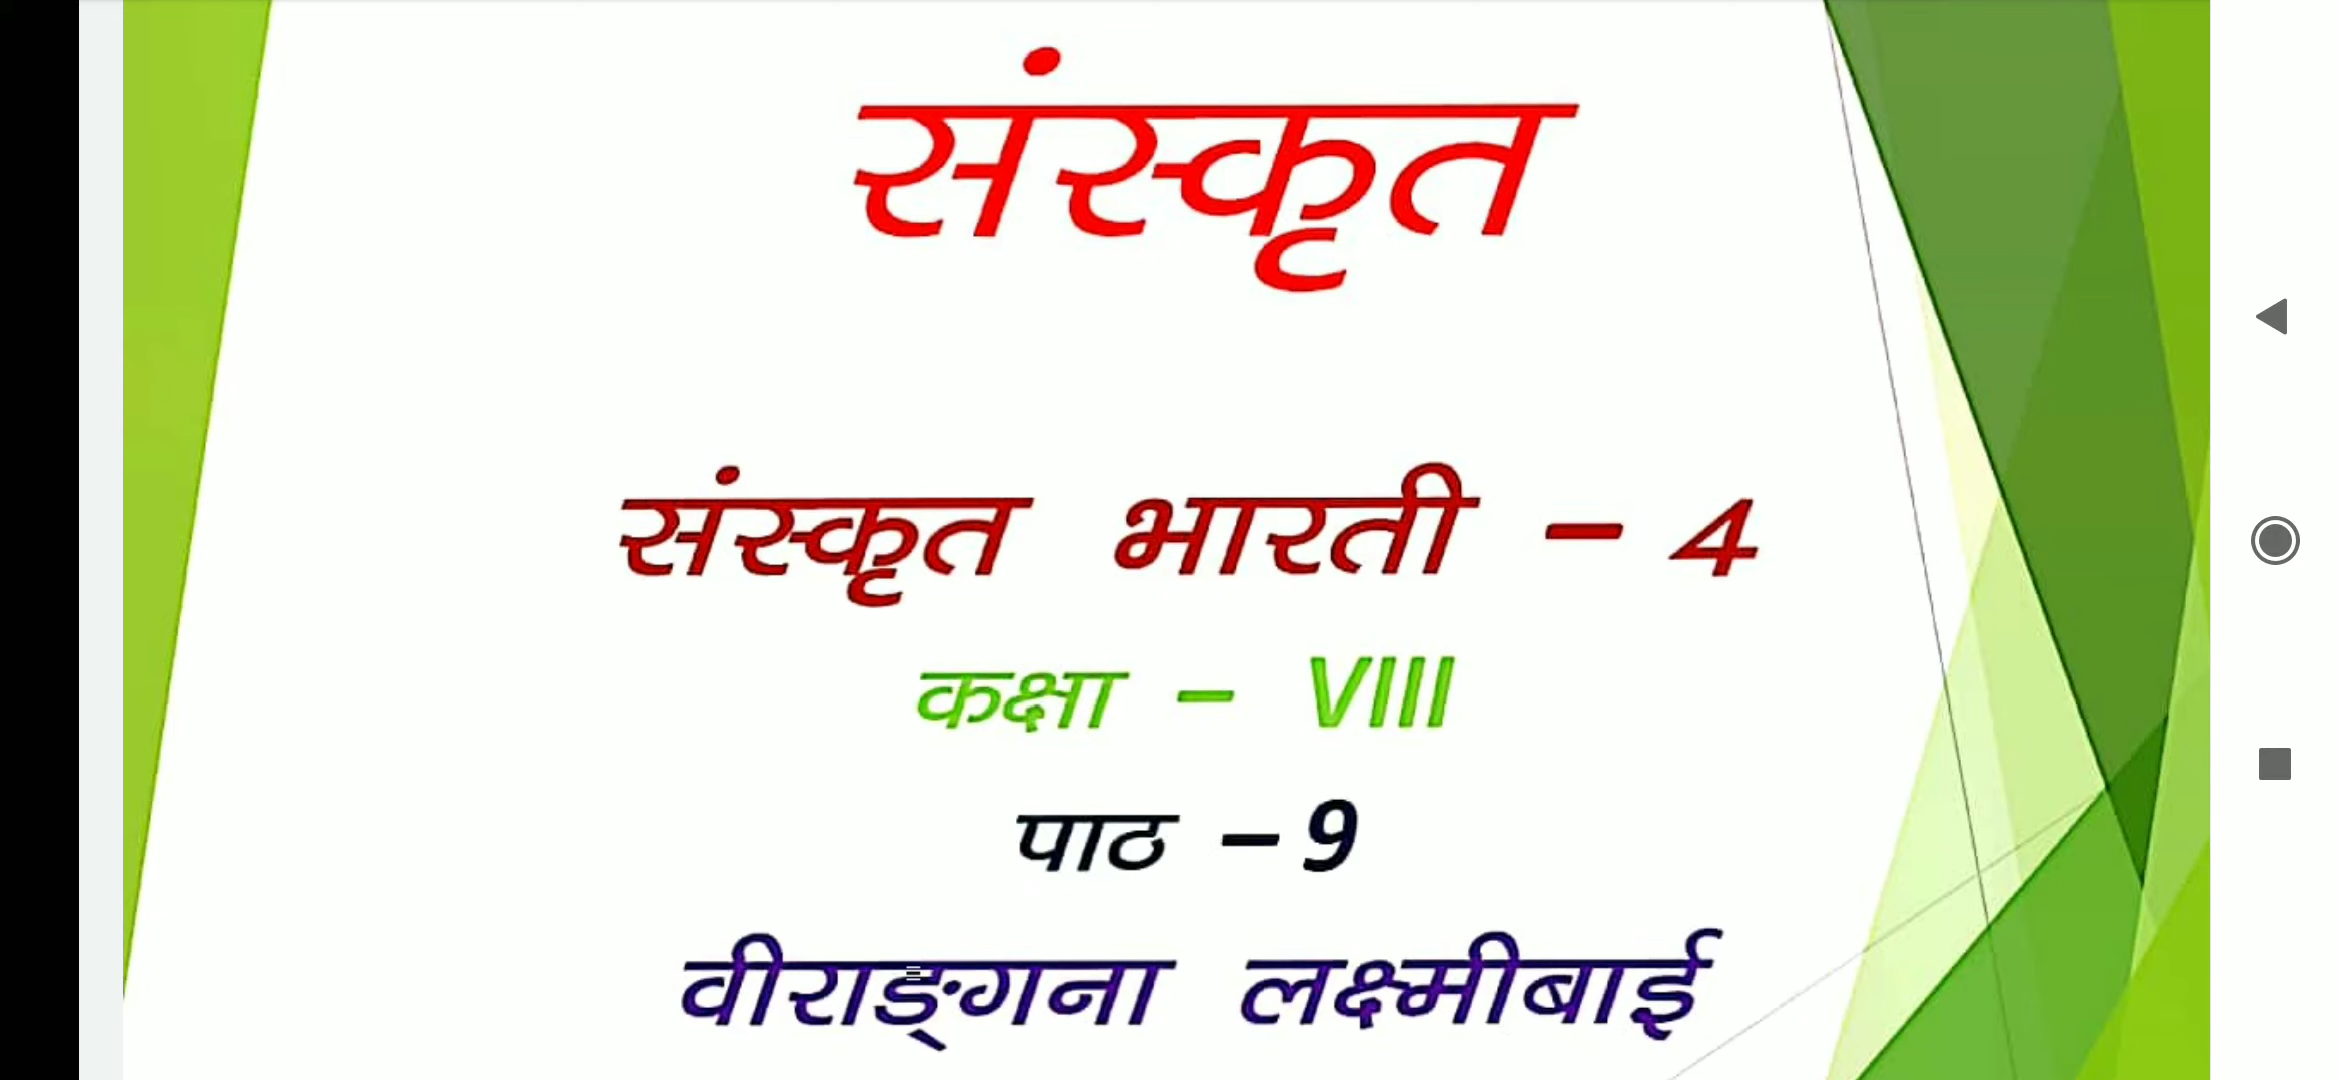 संस्कृत
संस्कृत भारती - 4
कक्षा - VIII
पाठ - 9
वीराङ्गना लक्ष्मीबाई